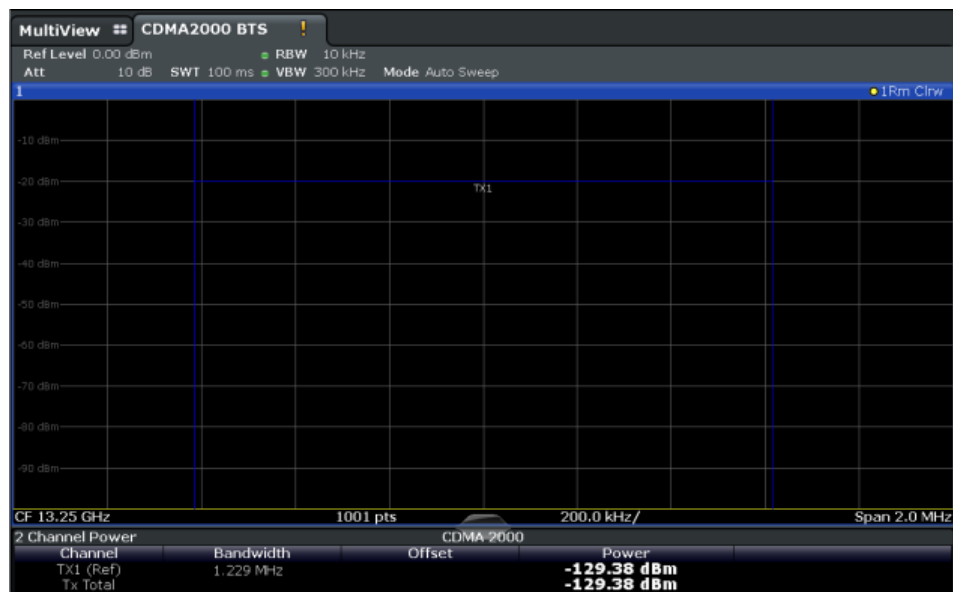 MultiView CDMA2000 BTS !
Ref Level 0.00 dBm RBW 10 kHz
Att 10 dB SWT 100 ms VBW 300 kHz Mode Auto Sweep
1 1Rm Clrw
-10 dBm
-20 dBm
TX1
-30 dBm
-40 dBm
-50 dBm
-60 dBm
-70 dBm
-80 dBm
-90 dBm
CF 13.25 GHz 1001 pts 200.0 kHz/ Span 2.0 MHz
2 Channel Power CDMA 2000
Channel Bandwidth Offset Power
TX1 (Ref) 1.229 MHz -129.38 dBm
Tx Total -129.38 dBm